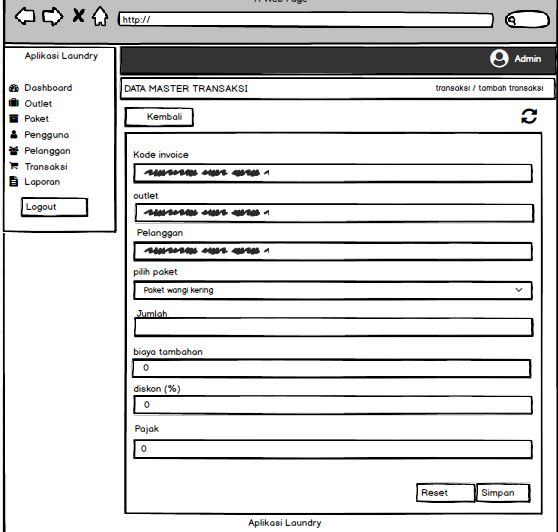 A Web Page
http://
Aplikasi Laundry
Admin
Dashboard
Outlet
Paket
Pengguna
Pelanggan
Transaksi
Laporan
Logout
DATA MASTER TRANSAKSI
transaksi / tambah transaksi
Kembali
Kode invoice
outlet
Pelanggan
pilih paket
Paket wangi kering
Jumlah
biaya tambahan
0
diskon (%)
0
Pajak
0
Reset
Simpan
Aplikasi Laundry